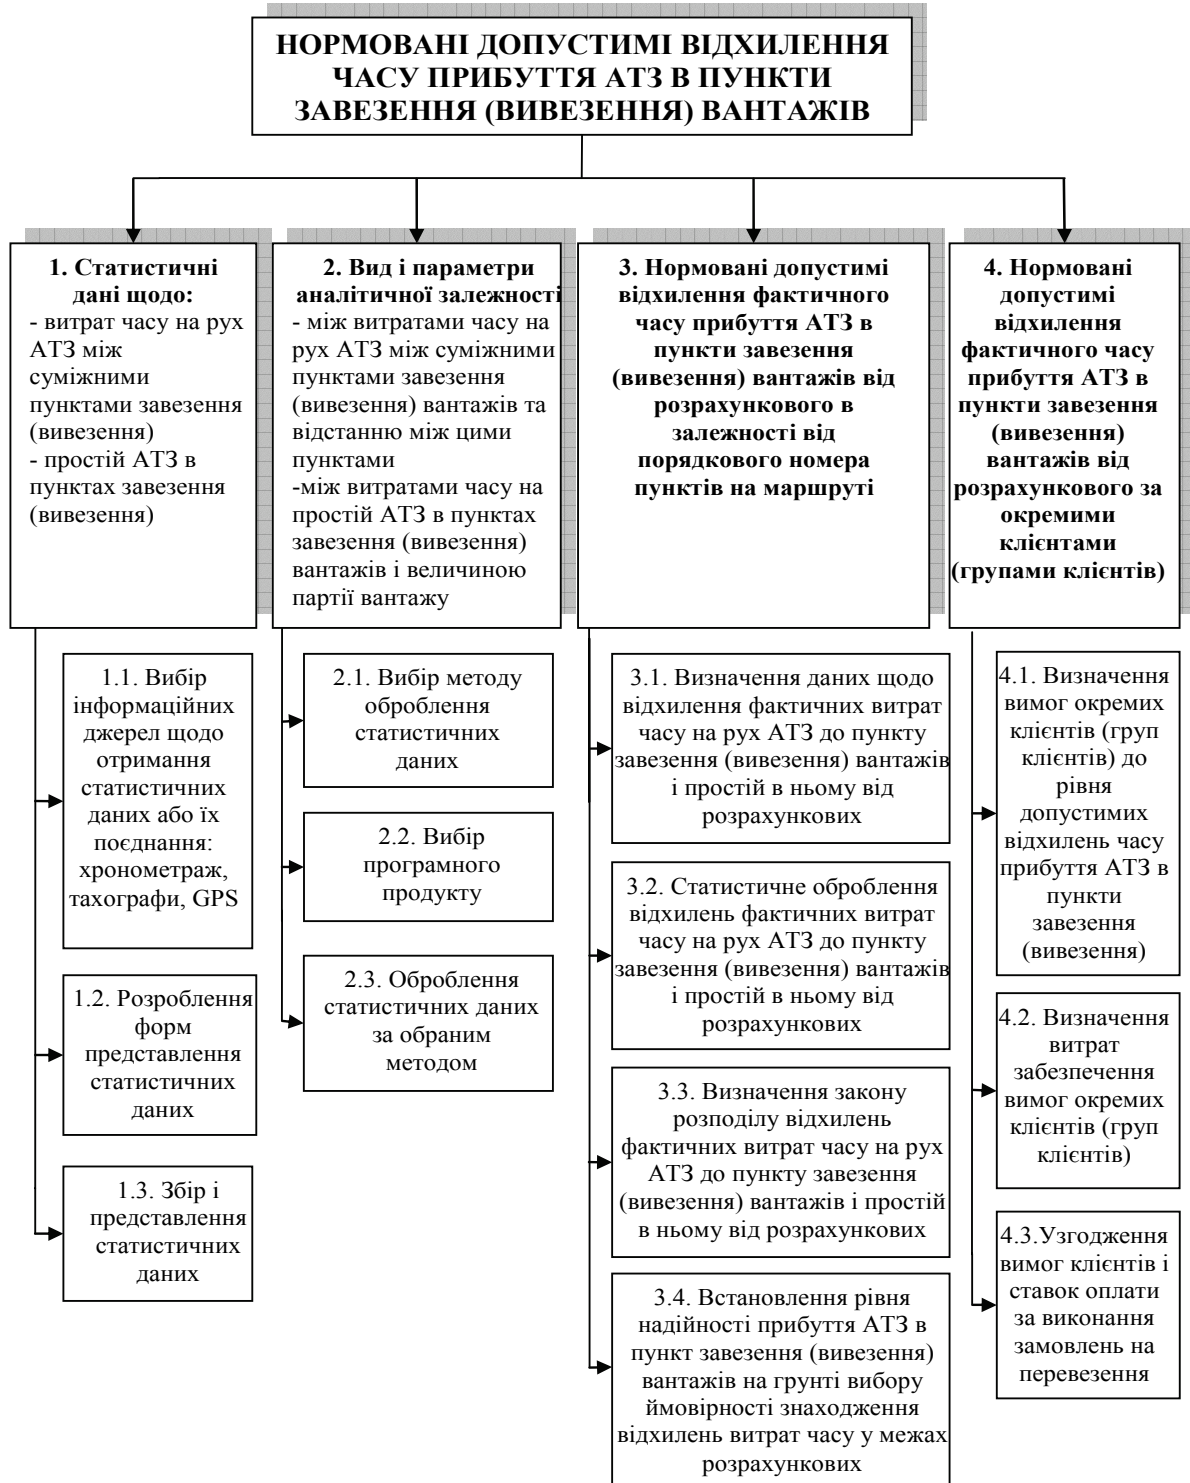 НОРМОВАНІ ДОПУСТИМІ ВІДХИЛЕННЯ
ЧАСУ ПРИБУТТЯ АТЗ В ПУНКТИ
ЗАВЕЗЕННЯ (ВИВЕЗЕННЯ) ВАНТАЖІВ
1. Статистичні
дані щодо:
- витрат часу на рух
АТЗ між
суміжними
пунктами завезення
(вивезення)
- простій АТЗ в
пунктах завезення
(вивезення)
2. Вид і параметри
аналітичної залежності
- між витратами часу на
рух АТЗ між суміжними
пунктами завезення
(вивезення) вантажів та
відстанню між цими
пунктами
-між витратами часу на
простій АТЗ в пунктах
завезення (вивезення)
вантажів і величиною
партії вантажу
3. Нормовані допустимі
відхилення фактичного
часу прибуття АТЗ в
пункти завезення
(вивезення) вантажів від
розрахункового в
залежності від
порядкового номера
пунктів на маршруті
4. Нормовані
допустимі
відхилення
фактичного часу
прибуття АТЗ в
пункти завезення
(вивезення)
вантажів від
розрахункового за
окремими
клієнтами
(групами клієнтів)
1.1. Вибір
інформаційних
джерел щодо
отримання
статистичних
даних або їх
поєднання:
хронометраж,
тахографи, GPS
1.2. Розроблення
форм
представлення
статистичних
даних
1.3. Збір і
представлення
статистичних
даних
2.1. Вибір методу
оброблення
статистичних
даних
2.2. Вибір
програмного
продукту
2.3. Оброблення
статистичних даних
за обраним
методом
3.1. Визначення даних щодо
відхилення фактичних витрат
часу на рух АТЗ до пункту
завезення (вивезення) вантажів
і простій в ньому від
розрахункових
3.2. Статистичне оброблення
відхилень фактичних витрат
часу на рух АТЗ до пункту
завезення (вивезення) вантажів
і простій в ньому від
розрахункових
3.3. Визначення закону
розподілу відхилень
фактичних витрат часу на рух
АТЗ до пункту завезення
(вивезення) вантажів і простій
в ньому від розрахункових
3.4. Встановлення рівня
надійності прибуття АТЗ в
пункт завезення (вивезення)
вантажів на грунті вибору
ймовірності знаходження
відхилень витрат часу у межах
розрахункових
4.1. Визначення
вимог окремих
клієнтів (груп
клієнтів) до
рівня
допустимих
відхилень часу
прибуття АТЗ в
пункти
завезення
(вивезення)
4.2. Визначення
витрат
забезпечення
вимог окремих
клієнтів (груп
клієнтів)
4.3.Узгодження
вимог клієнтів і
ставок оплати
за виконання
замовлень на
перевезення